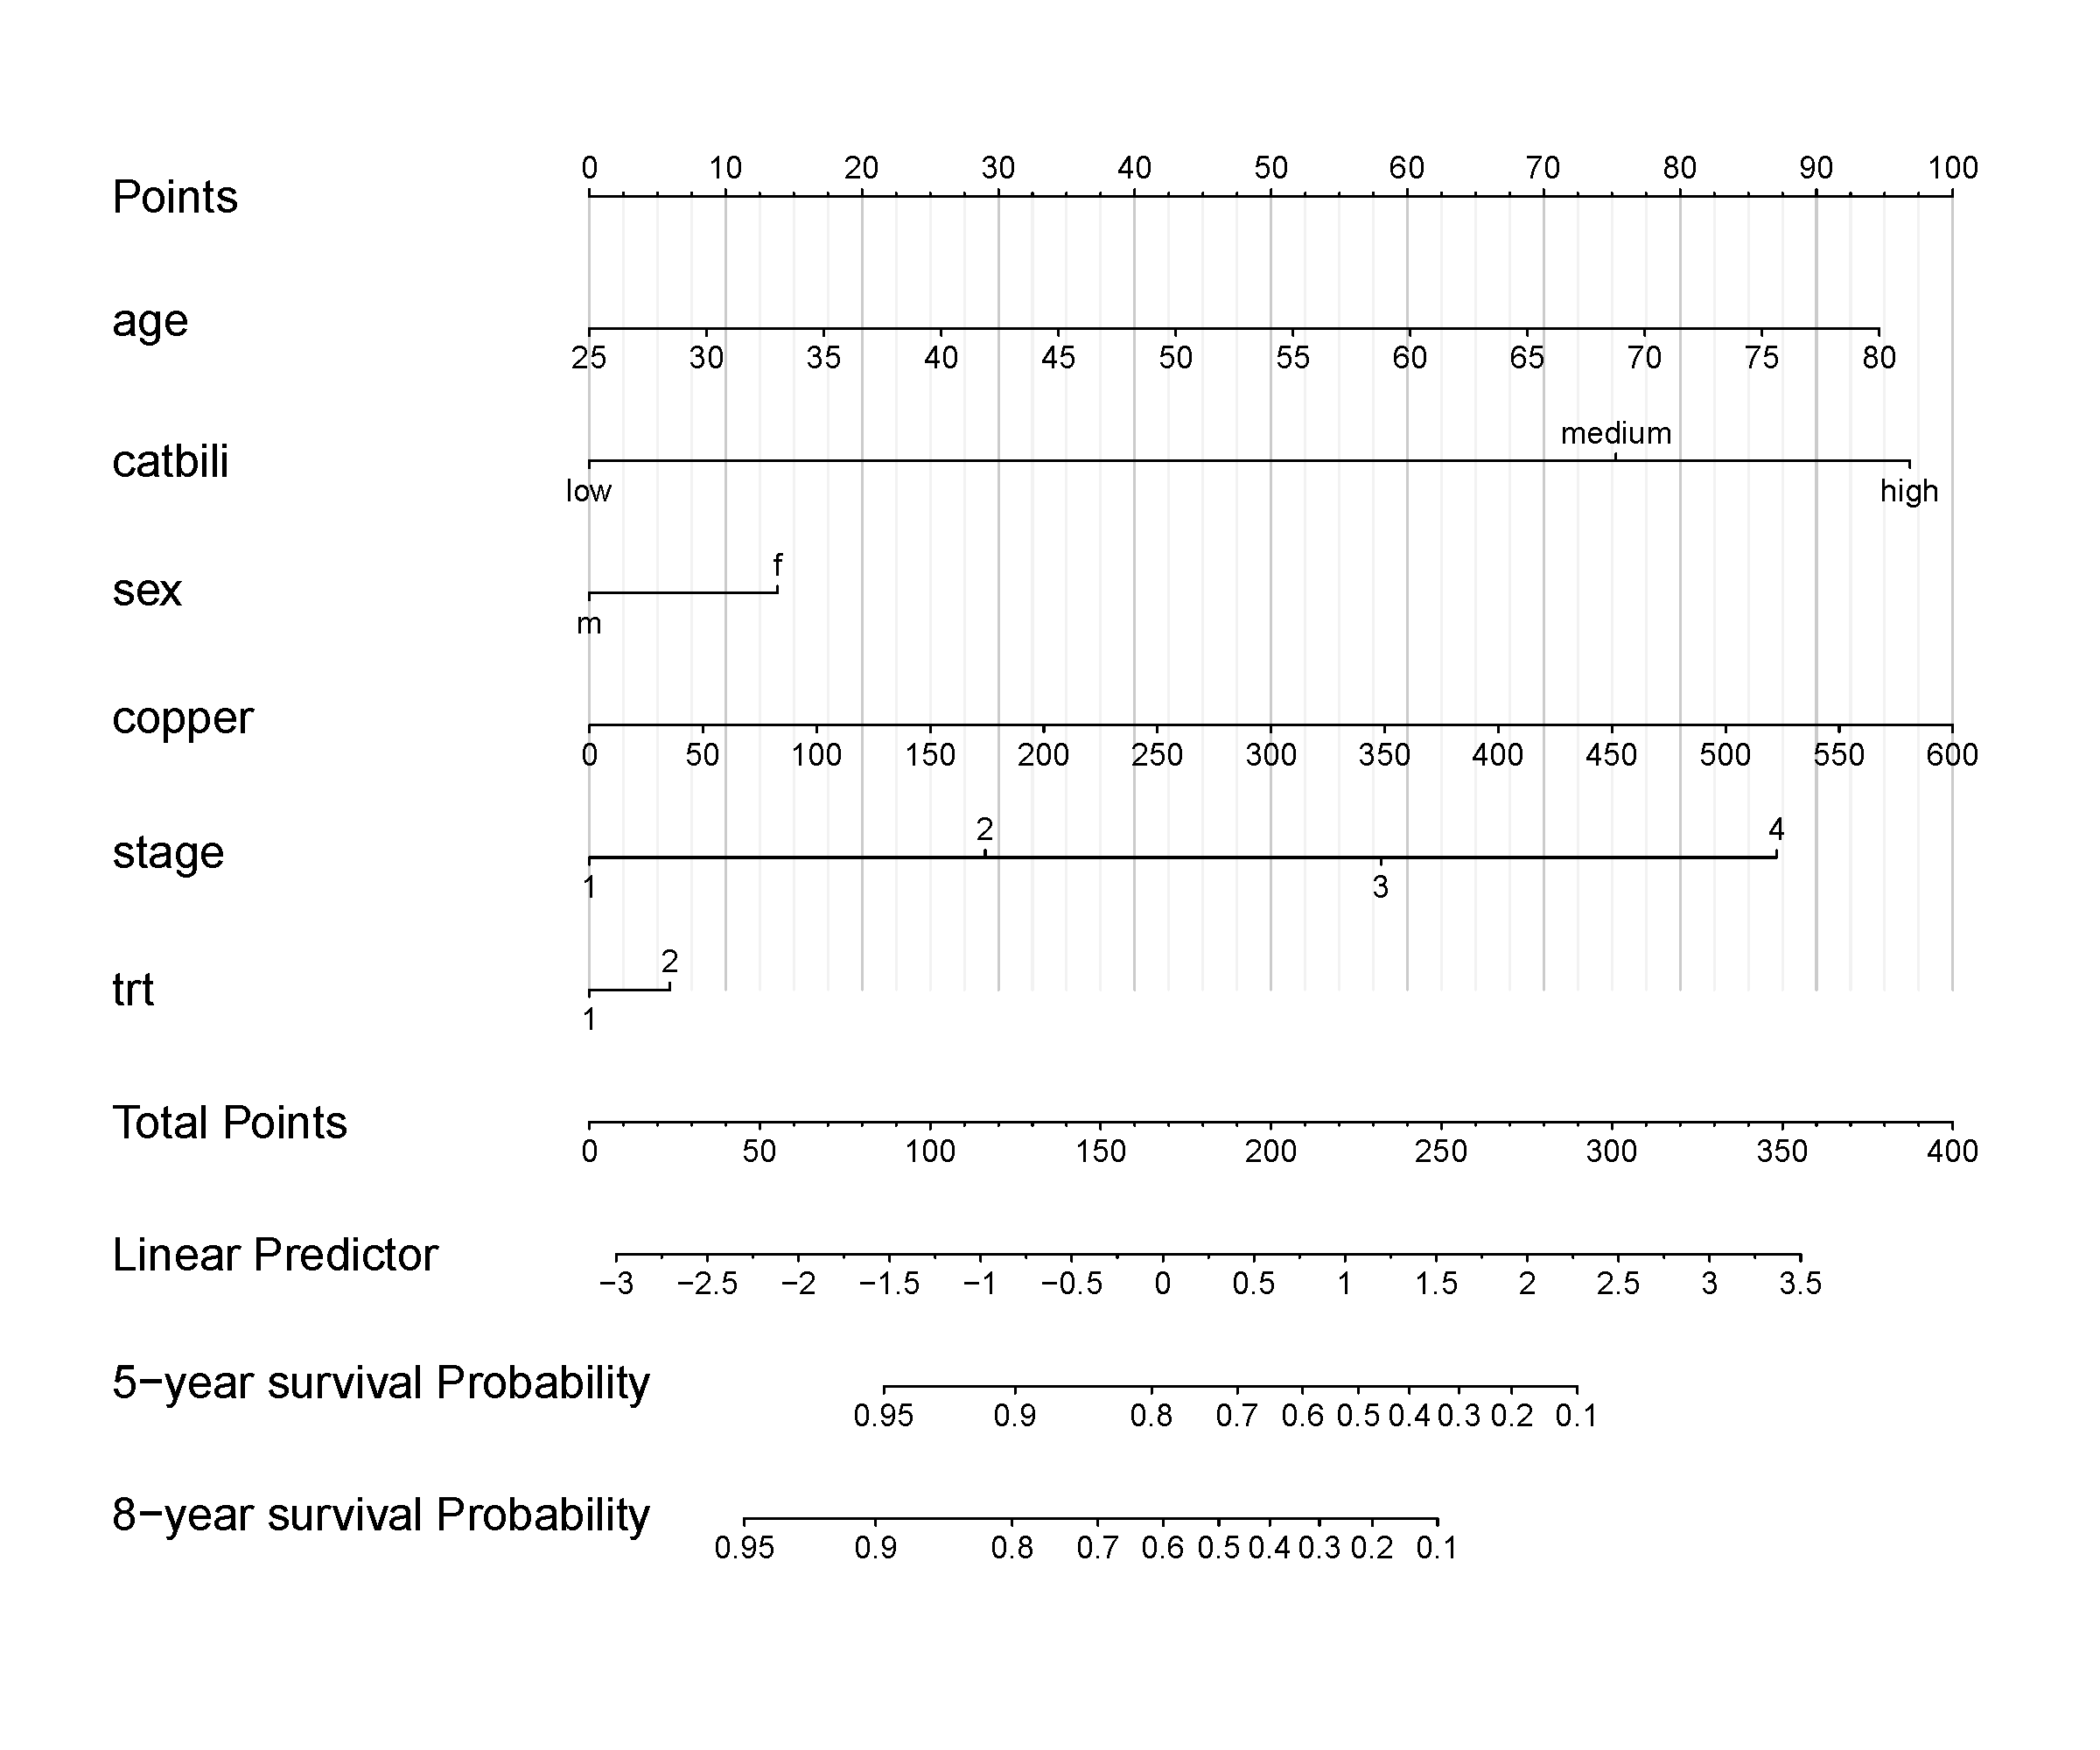 0 10 20 30 40 50 60 70 80 90 100
Points
age
25 30 35 40 45 50 55 60 65 70 75 80
medium
catbili
low high
f
sex
m
copper
0 50 100 150 200 250 300 350 400 450 500 550 600
2 4
stage
1 3
2
trt
1
Total Points
0 50 100 150 200 250 300 350 400
Linear Predictor
−3 −2.5 −2 −1.5 −1 −0.5 0 0.5 1 1.5 2 2.5 3 3.5
5−year survival Probability
0.95 0.9 0.8 0.7 0.6 0.5 0.4 0.3 0.2 0.1
8−year survival Probability
0.95 0.9 0.8 0.7 0.6 0.5 0.4 0.3 0.2 0.1